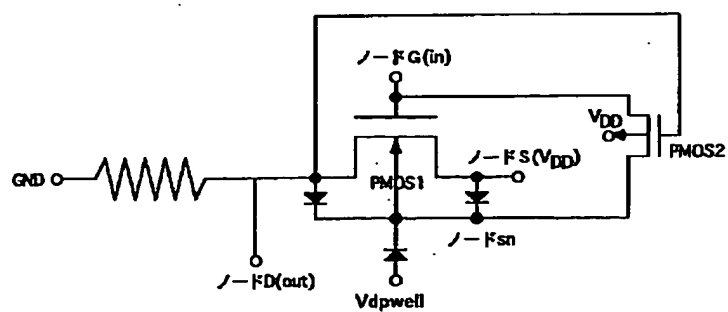 ノードG(in)
VDD
PMOS2
ノードS(VDD)
GND
PMOS1
ノードsn
ノードD(out)
Vdpwell